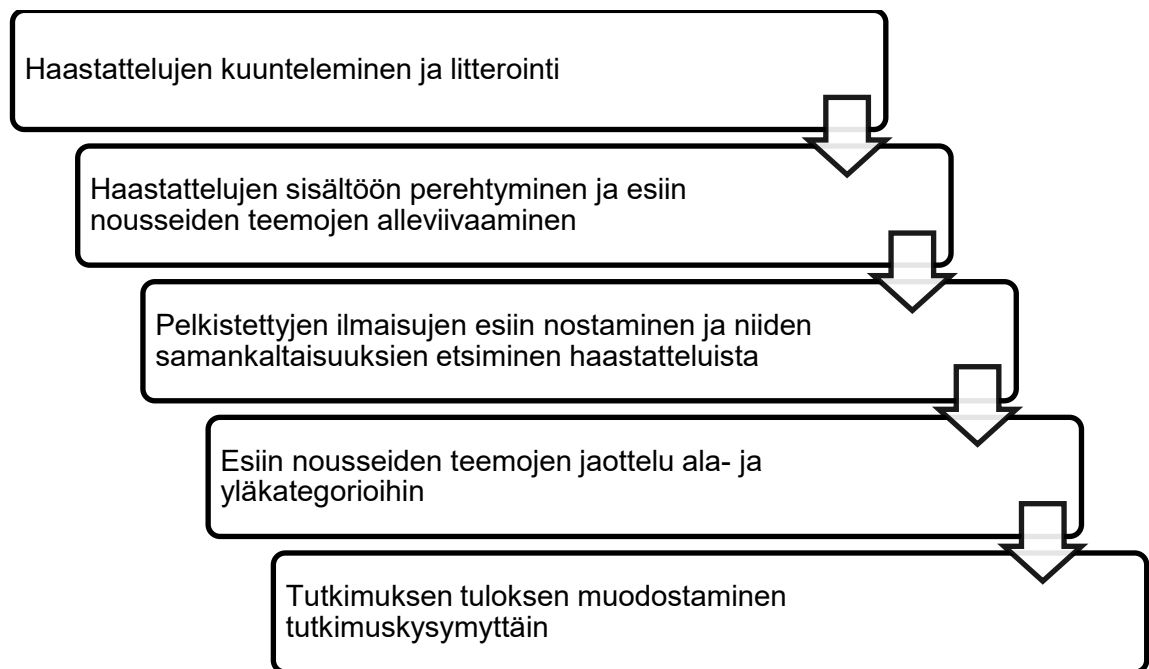 Haastattelujen kuunteleminen ja litterointi
Haastattelujen sisältöön perehtyminen ja esiin
nousseiden teemojen alleviivaaminen
Pelkistettyjen ilmaisujen esiin nostaminen ja niiden
samankaltaisuuksien etsiminen haastatteluista
Esiin nousseiden teemojen jaottelu ala- ja
yläkategorioihin
Tutkimuksen tuloksen muodostaminen
tutkimuskysymyttäin